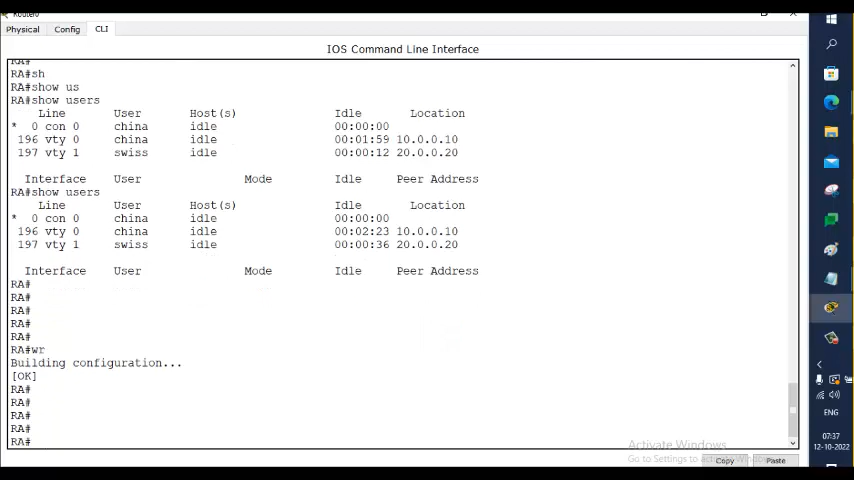 Router0
Physical Config CLI
IOS Command Line Interface
RA#
RA#sh
RA#show us
RA#show users
Line User Host(s) Idle Location
* 0 con 0 china idle 00:00:00
196 vty 0 china idle 00:01:59 10.0.0.10
197 vty 1 swiss idle 00:00:12 20.0.0.20
Interface User Mode Idle Peer Address
RA#show users
Line User Host(s) Idle Location
* 0 con 0 china idle 00:00:00
196 vty 0 china idle 00:02:23 10.0.0.10
197 vty 1 swiss idle 00:00:36 20.0.0.20
Interface User Mode Idle Peer Address
RA#
RA#
RA#
RA#
RA#
RA#wr
Building configuration...
[OK]
RA#
RA#
RA#
RA#
RA#
Activate Windows
Go to Settings to
Copy Paste
ENG
07:37
12-10-2022